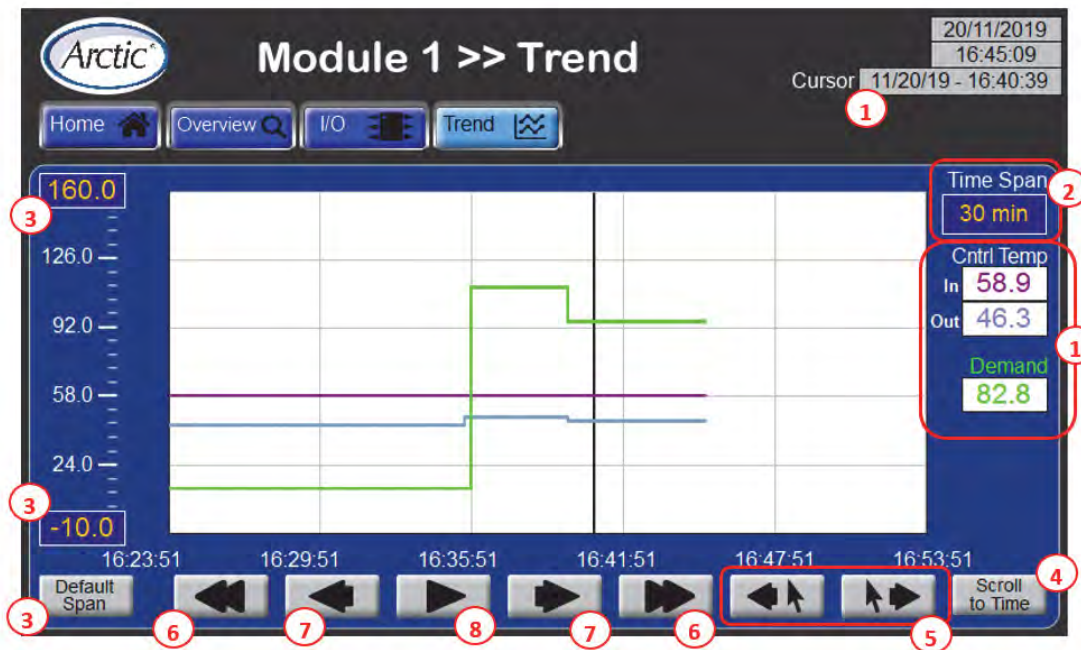 Arctic
Module 1 >> Trend
20/11/2019
16:45:09
Cursor 11/20/19 - 16:40:39
1
Home
Overview
I/O
Trend
160.0
3
126.0
92.0
58.0
24.0
3
-10.0
Time Span
2
30 min
Cntrl Temp
In 58.9
Out 46.3
1
Demand
82.8
16:23:51 16:29:51 16:35:51 16:41:51 16:47:51 16:53:51
Default
Span
Scroll
to Time
4
3
6
7
8
7
6
5